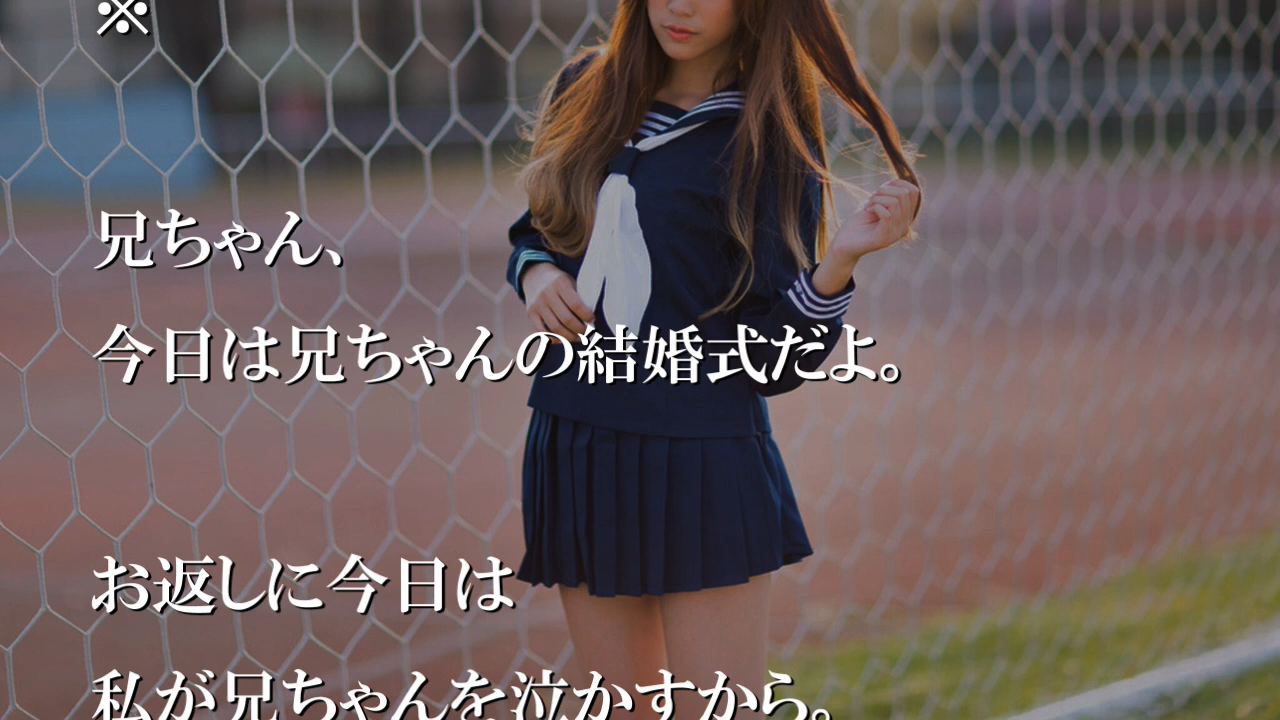 ※
兄ちゃん、
今日は兄ちゃんの結婚式だよ。
お返しに今日は
私が兄ちゃんを泣かすから。